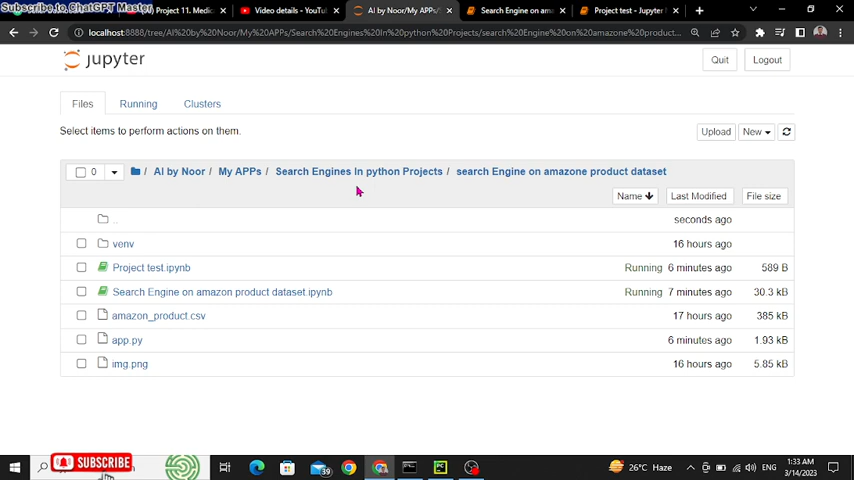 Subscribe to ChatGPT Master
Project 11, Medic
Video details - YouTu
AI by Noor/My APPs/S
Search Engine on ama
Project test - Jupyter
localhost:8888/tree/AI%20by%20Noor/My%20APPs/Search%20Engines%20In%20python%20Projects/search%20Engine%20on%20amazone%20product...
jupyter
Quit
Logout
Files
Running
Clusters
Select items to perform actions on them.
Upload
New
0
/ AI by Noor / My APPs / Search Engines In python Projects / search Engine on amazone product dataset
Name
Last Modified
File size
..
seconds ago
venv
16 hours ago
Project test.ipynb
Running 6 minutes ago
589 B
Search Engine on amazon product dataset.ipynb
Running 7 minutes ago
30.3 kB
amazon_product.csv
17 hours ago
385 kB
app.py
6 minutes ago
1.93 kB
img.png
16 hours ago
5.85 kB
SUBSCRIBE
39
PC
26°C Haze
ENG
1:33 AM
3/14/2023